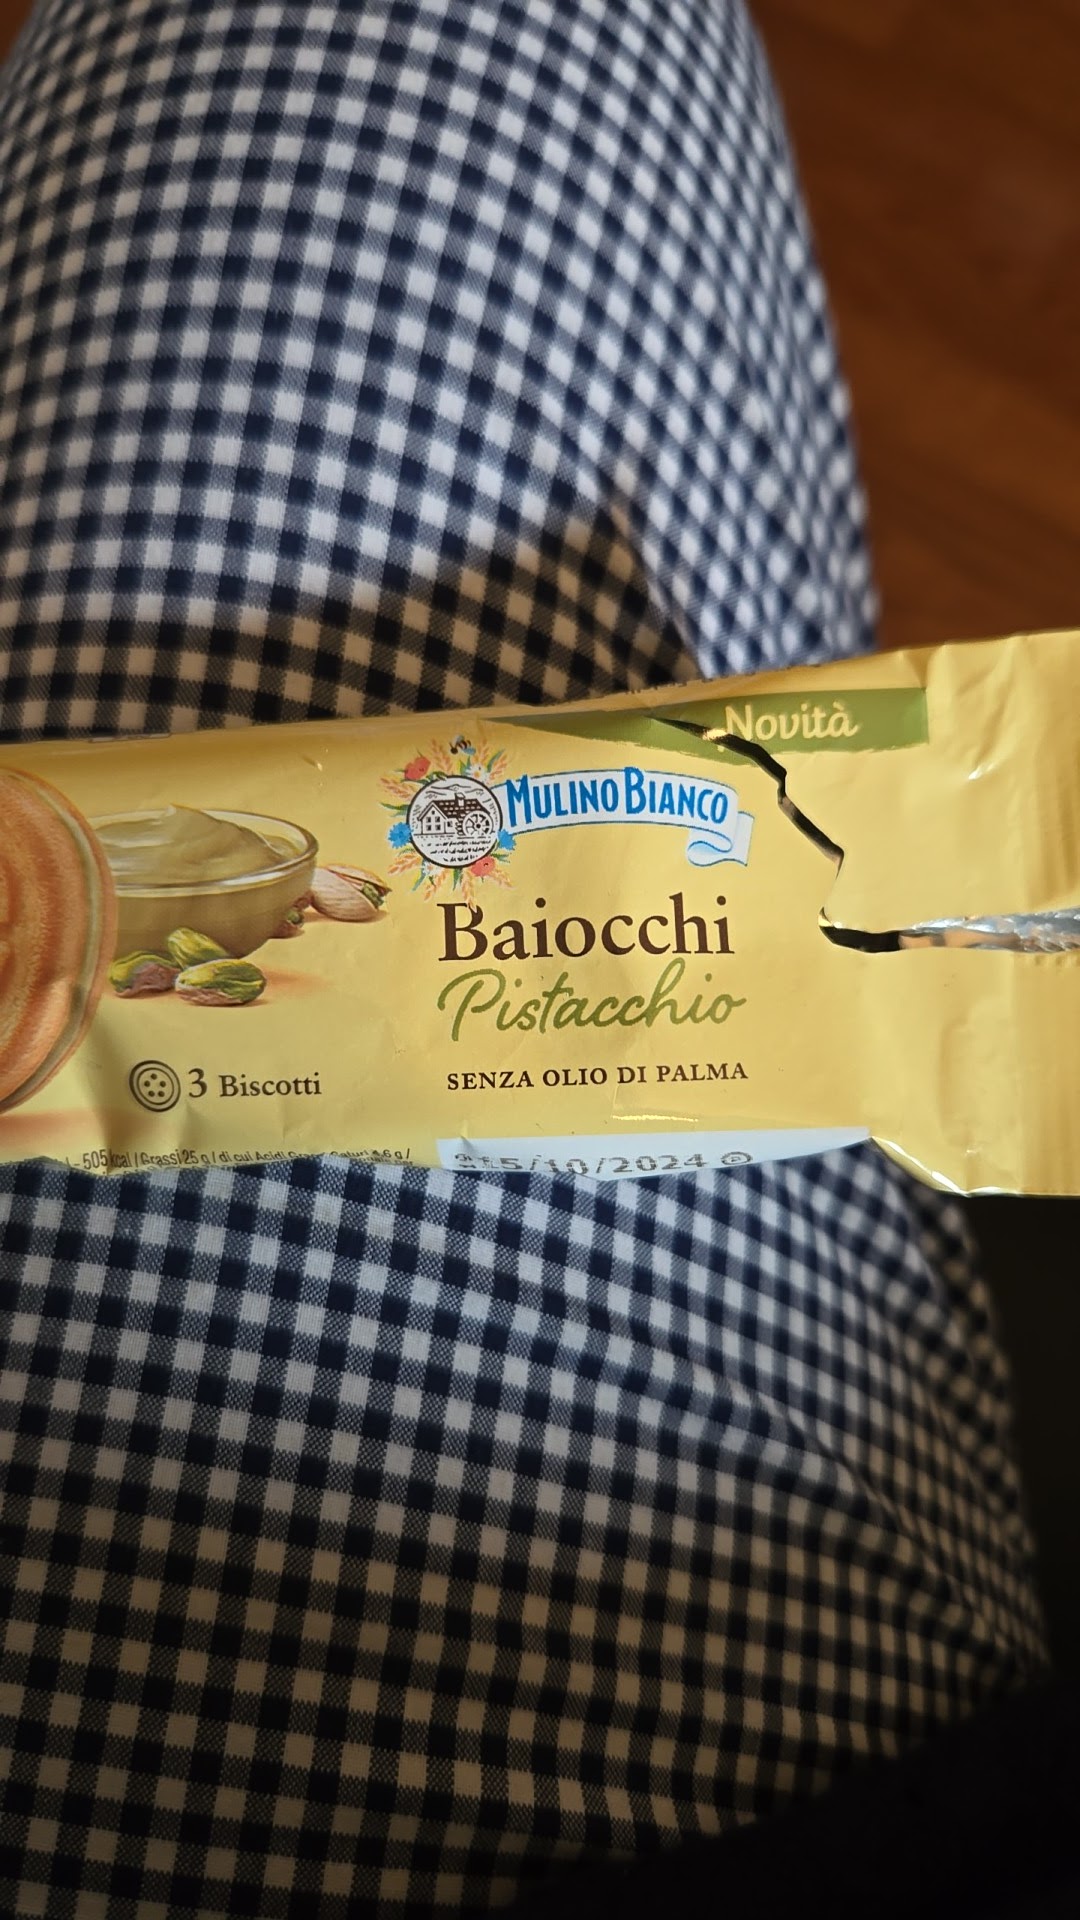 Novità
MULINO BIANCO
Baiocchi
Pistacchio
3 Biscotti
SENZA OLIO DI PALMA
505 kcal / Grassi 25 g / di cui Acidi
5/10/2024